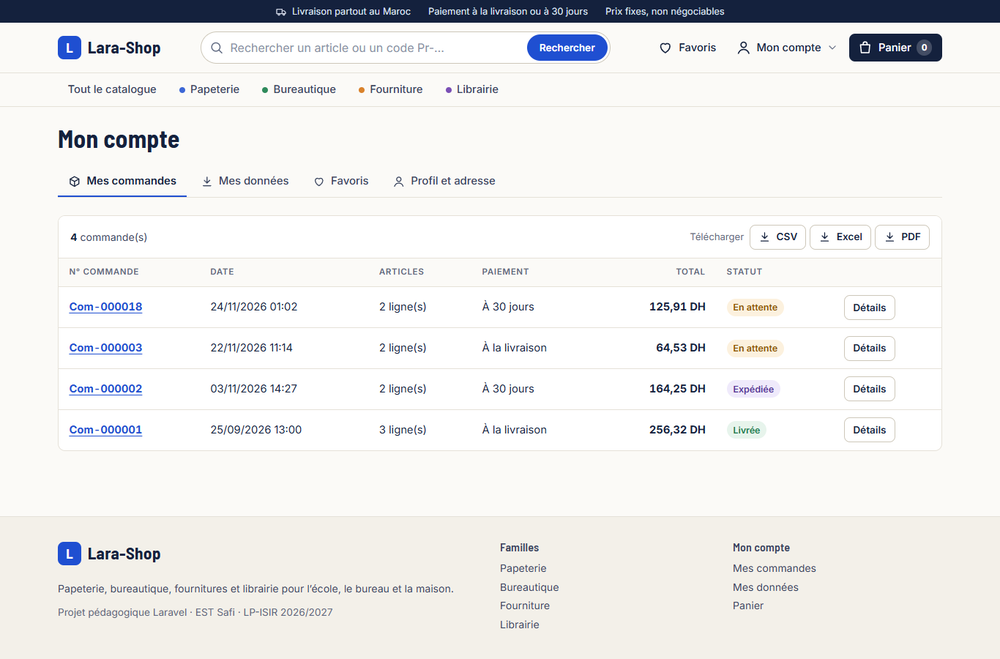 Livraison partout au Maroc Paiement à la livraison ou à 30 jours Prix fixes, non négociables
L Lara-Shop Rechercher un article ou un code Pr-... Rechercher Favoris Mon compte Panier 0
Tout le catalogue Papeterie Bureautique Fourniture Librairie
Mon compte
Mes commandes Mes données Favoris Profil et adresse
4 commande(s) Télécharger CSV Excel PDF
N° COMMANDE DATE ARTICLES PAIEMENT TOTAL STATUT
Com-000018 24/11/2026 01:02 2 ligne(s) À 30 jours 125,91 DH En attente Détails
Com-000003 22/11/2026 11:14 2 ligne(s) À la livraison 64,53 DH En attente Détails
Com-000002 03/11/2026 14:27 2 ligne(s) À 30 jours 164,25 DH Expédiée Détails
Com-000001 25/09/2026 13:00 3 ligne(s) À la livraison 256,32 DH Livrée Détails
L Lara-Shop
Papeterie, bureautique, fournitures et librairie pour l'école, le bureau et la maison.
Projet pédagogique Laravel · EST Safi · LP-ISIR 2026/2027
Familles
Papeterie
Bureautique
Fourniture
Librairie
Mon compte
Mes commandes
Mes données
Panier